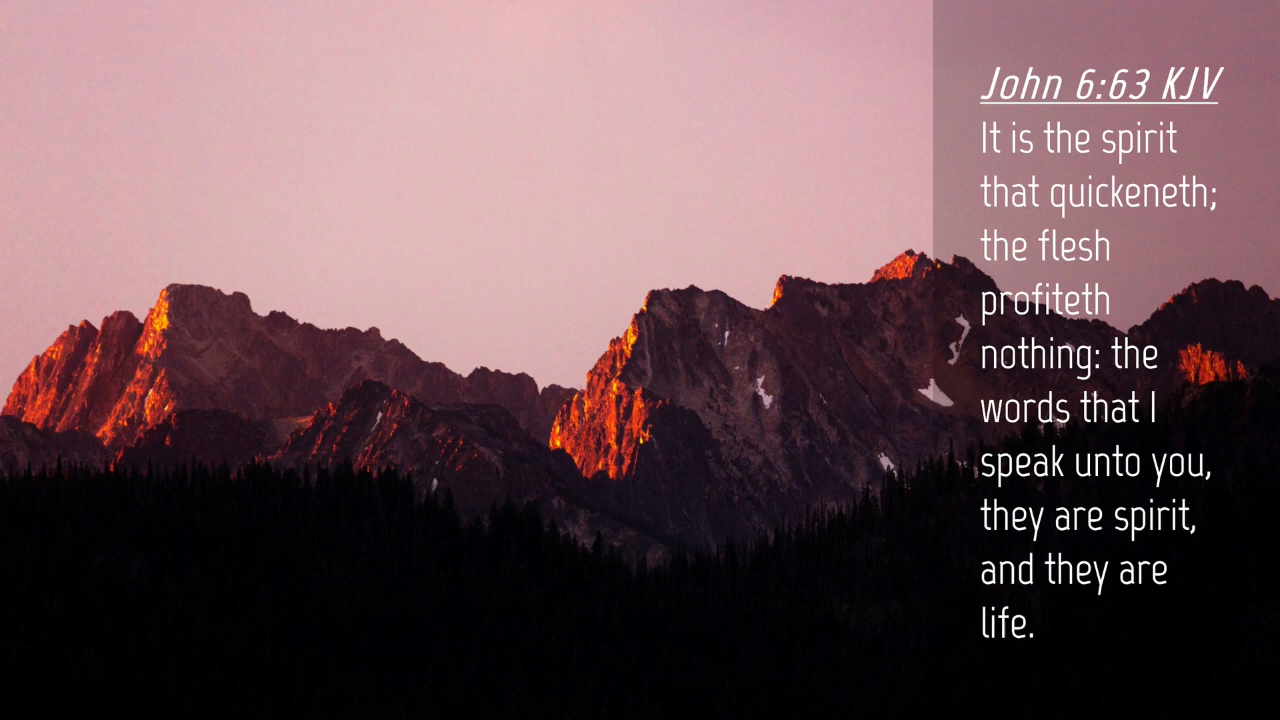 John 6:63 KJV
It is the spirit
that quickeneth;
the flesh
profiteth
nothing: the
words that I
speak unto you,
they are spirit,
and they are
life.